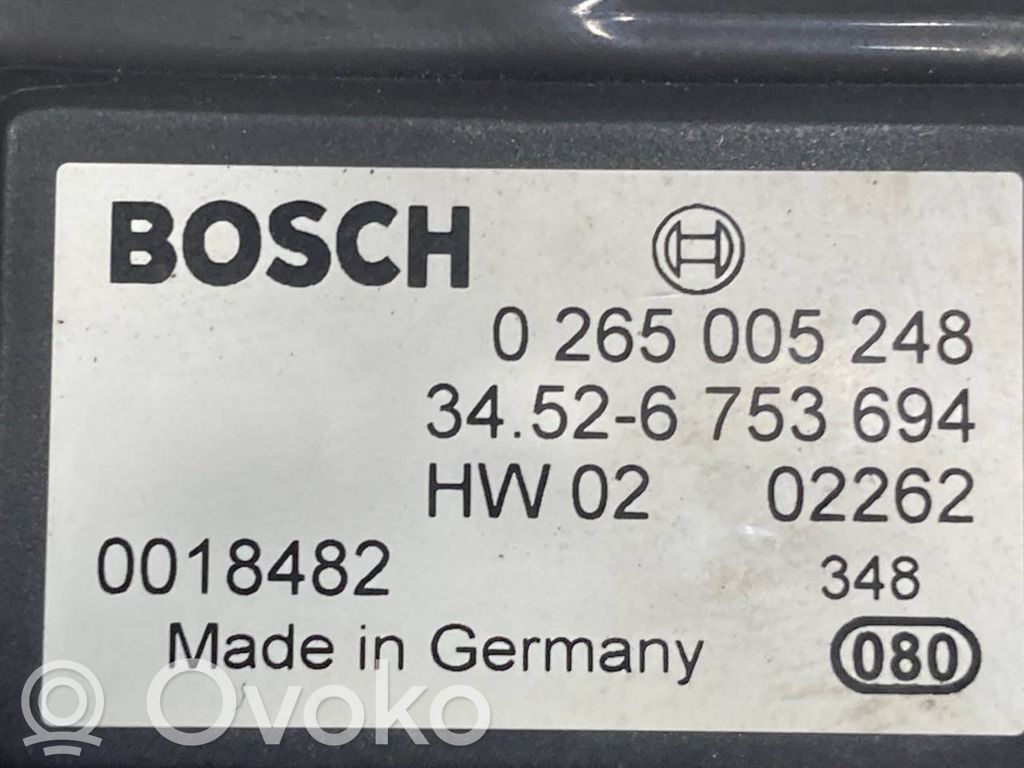 BOSCH
0 265 005 248
34.52-6 753 694
HW 02 02262
0018482 348
Made in Germany 080
Ovoko